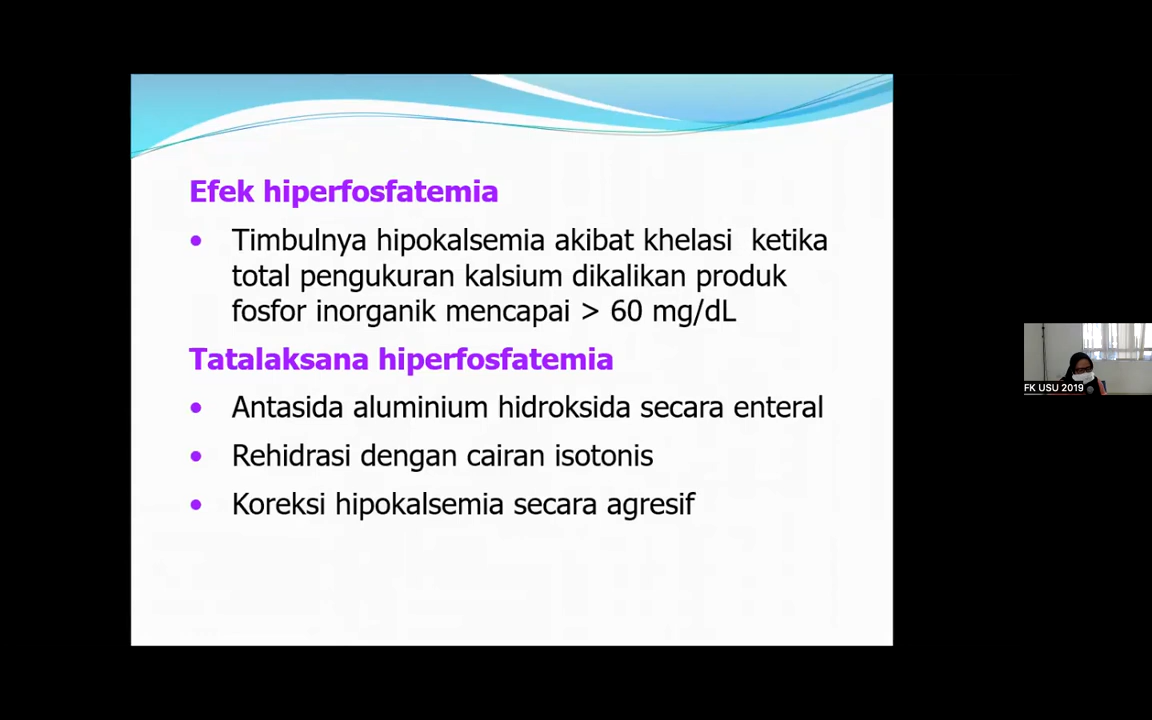 Efek hiperfosfatemia
• Timbulnya hipokalsemia akibat khelasi ketika
total pengukuran kalsium dikalikan produk
fosfor inorganik mencapai > 60 mg/dL
Tatalaksana hiperfosfatemia
• Antasida aluminium hidroksida secara enteral
• Rehidrasi dengan cairan isotonis
• Koreksi hipokalsemia secara agresif
FK USU 2019